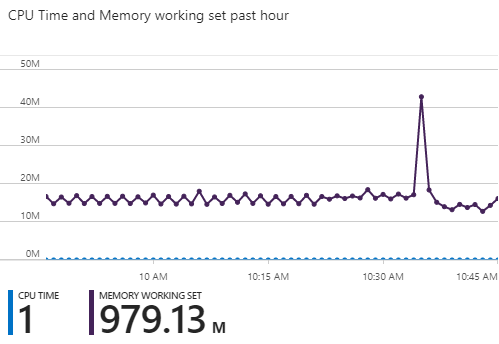 CPU Time and Memory working set past hour
50M
40M
30M
20M
10M
0M
10 AM 10:15 AM 10:30 AM 10:45 AM
CPU TIME MEMORY WORKING SET
1 979.13 M